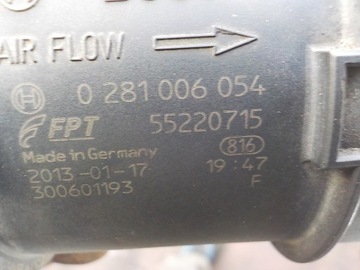 AIR FLOW
0 281 006 054
FPT 55220715
Made in Germany 816
2013-01-17 19:47
300601193 F